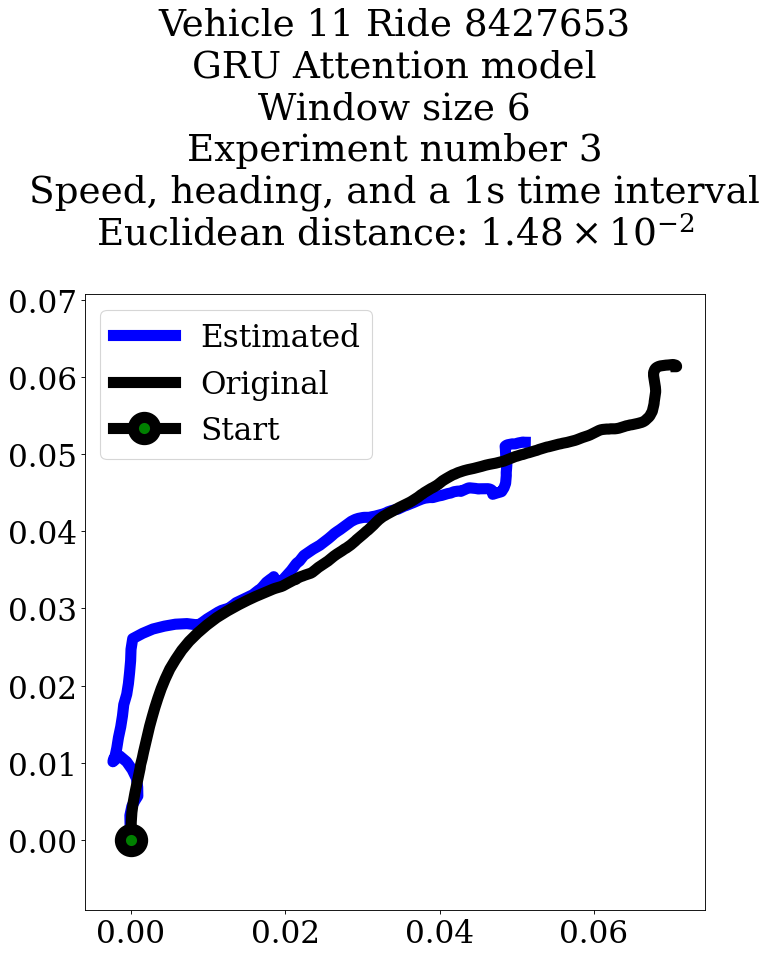 Vehicle 11 Ride 8427653
GRU Attention model
Window size 6
Experiment number 3
Speed, heading, and a 1s time interval
Euclidean distance: 1.48 × 10⁻²
0.07
0.06
0.05
0.04
0.03
0.02
0.01
0.00
Estimated
Original
Start
0.00 0.02 0.04 0.06